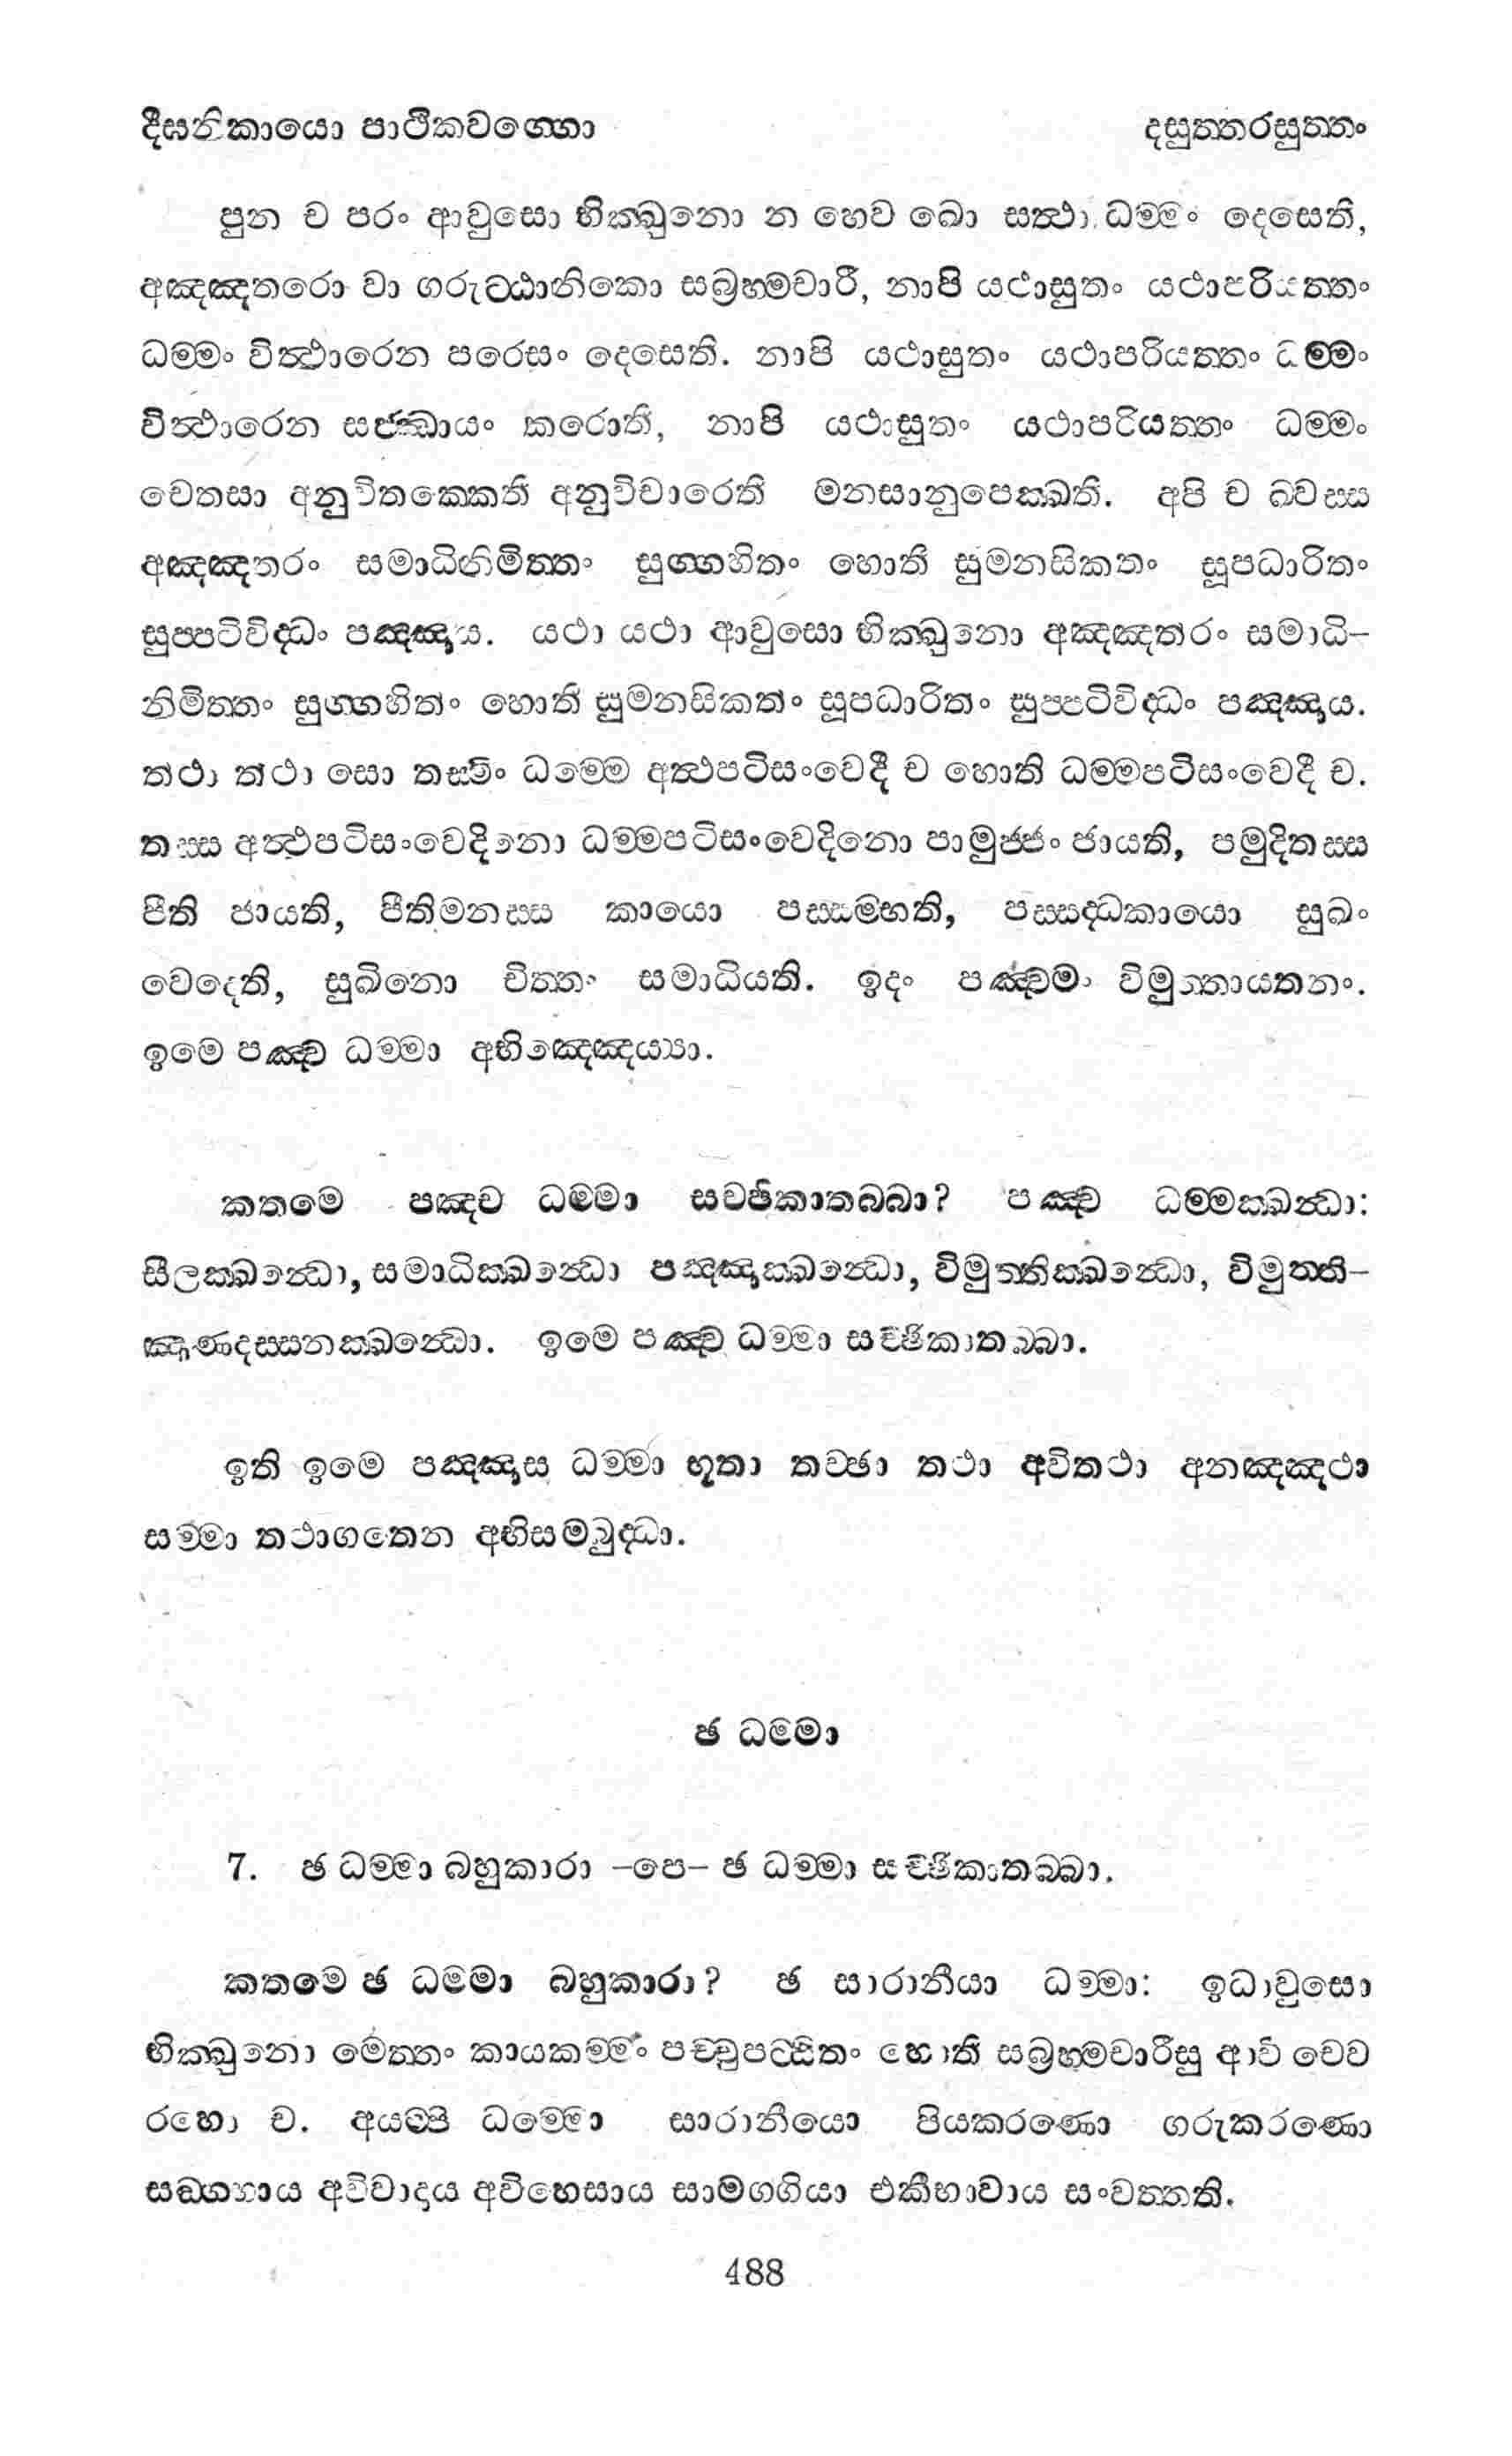 දීඝනිකායො පාථිකවග්ගො දසුත්තරසුත්තං
පුන ච පරං ආවුසො භික්ඛුනො න හෙව ඛො සත්ථා ධම්මං දෙසෙති,
අඤ්ඤතරො වා ගරුට්ඨානිකො සබ්‍රහ්මචාරී, නාපි යථාසුතං යථාපරියත්තං
ධම්මං විත්ථාරෙන පරෙසං දෙසෙති. නාපි යථාසුතං යථාපරියත්තං ධම්මං
විත්ථාරෙන සජ්ඣායං කරොති, නාපි යථාසුතං යථාපරියත්තං ධම්මං
චෙතසා අනුවිතක්කෙති අනුවිචාරෙති මනසානුපෙක්ඛති. අපි ච ඛ්වස්ස
අඤ්ඤතරං සමාධිනිමිත්තං සුග්ගහිතං හොති සුමනසිකතං සූපධාරිතං
සුප්පටිවිද්ධං පඤ්ඤාය. යථා යථා ආවුසො භික්ඛුනො අඤ්ඤතරං සමාධි–
නිමිත්තං සුග්ගහිතං හොති සුමනසිකතං සූපධාරිතං සුප්පටිවිද්ධං පඤ්ඤාය.
තථා තථා සො තස්මිං ධම්මෙ අත්ථපටිසංවෙදී ච හොති ධම්මපටිසංවෙදී ච.
තස්ස අත්ථපටිසංවෙදිනො ධම්මපටිසංවෙදිනො පාමුජ්ජං ජායති, පමුදිතස්ස
පීති ජායති, පීතිමනස්ස කායො පස්සම්භති, පස්සද්ධකායො සුඛං
වෙදෙති, සුඛිනො චිත්තං සමාධියති. ඉදං පඤ්චමං විමුත්තායතනං.
ඉමෙ පඤ්ච ධම්මා අභිඤ්ඤෙය්‍යා.
කතමෙ පඤ්ච ධම්මා සච්ඡිකාතබ්බා? පඤ්ච ධම්මක්ඛන්ධා:
සීලක්ඛන්ධො, සමාධික්ඛන්ධො පඤ්ඤාක්ඛන්ධො, විමුත්තික්ඛන්ධො, විමුත්ති–
ඤාණදස්සනක්ඛන්ධො. ඉමෙ පඤ්ච ධම්මා සච්ඡිකාතබ්බා.
ඉති ඉමෙ පඤ්ඤාස ධම්මා භූතා තච්ඡා තථා අවිතථා අනඤ්ඤථා
සම්මා තථාගතෙන අභිසම්බුද්ධා.
ඡ ධම්මා
7. ඡ ධම්මා බහුකාරා –පෙ– ඡ ධම්මා සච්ඡිකාතබ්බා.
කතමෙ ඡ ධම්මා බහුකාරා? ඡ සාරානීයා ධම්මා: ඉධාවුසො
භික්ඛුනො මෙත්තං කායකම්මං පච්චුපට්ඨිතං හොති සබ්‍රහ්මචාරීසු ආවි චෙව
රහො ච. අයම්පි ධම්මො සාරානීයො පියකරණො ගරුකරණො
සඞ්ගහාය අවිවාදාය අවිහෙසාය සාමග්ගියා එකීභාවාය සංවත්තති.
488